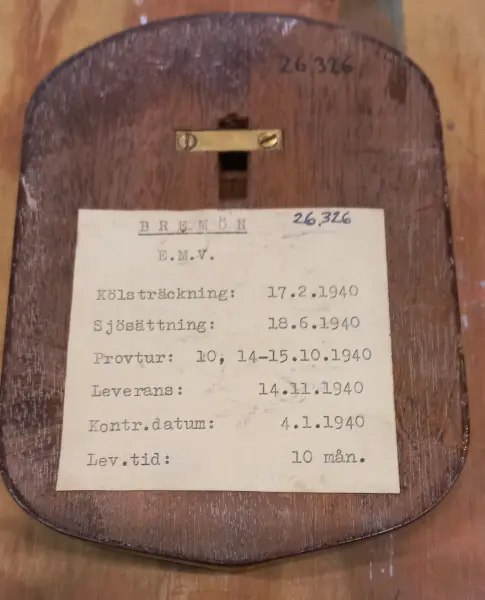 26,326
BREMÖN 26,326
E.M.V.
Kölsträckning: 17.2.1940
Sjösättning: 18.6.1940
Provtur: 10, 14-15.10.1940
Leverans: 14.11.1940
Kontr.datum: 4.1.1940
Lev.tid: 10 mån.